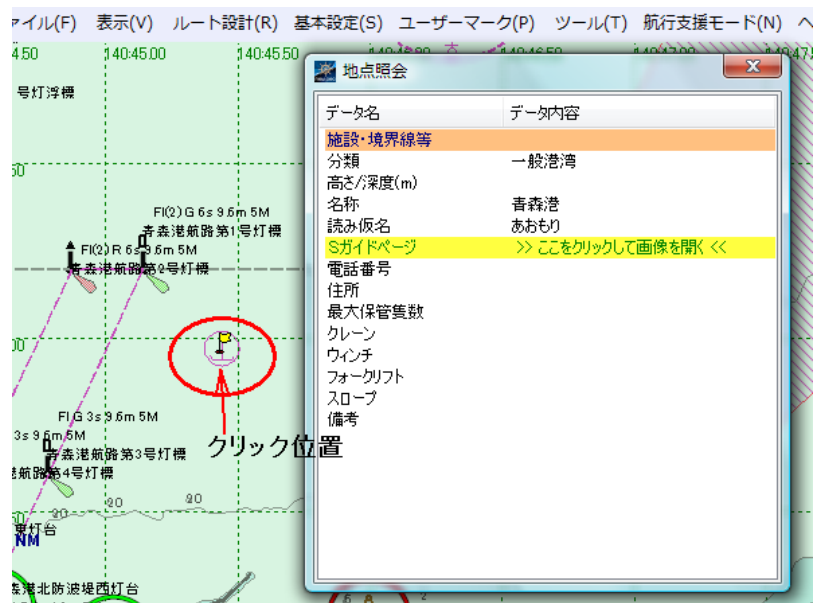 ァイル(F) 表示(V) ルート設計(R) 基本設定(S) ユーザーマーク(P) ツール(T) 航行支援モード(N) ヘ
4.50 140:45.00 140:45.50
号灯浮標
50
Fl(2) G 6s 9.6m 5M
青森港航路第1号灯標
Fl(2) R 6s 9.6m 5M
青森港航路第2号灯標
00
クリック位置
Fl G 3s 9.6m 5M
3s 9.6m 5M
青森港航路第3号灯標
港航路第4号灯標
20 20 20
東灯台
NM
森港北防波堤西灯台
地点照会
データ名 データ内容
施設・境界線等
分類 一般港湾
高さ/深度(m)
名称 青森港
読み仮名 あおもり
Sガイドページ >> ここをクリックして画像を開く <<
電話番号
住所
最大保管隻数
クレーン
ウィンチ
フォークリフト
スロープ
備考